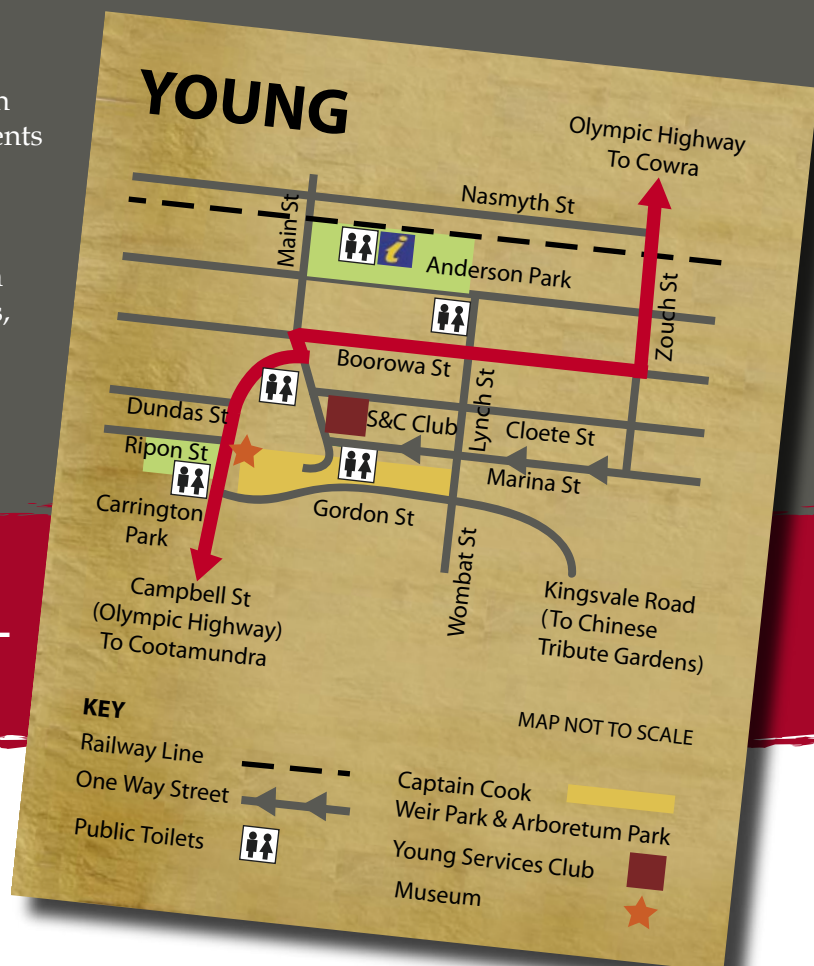 ents
YOUNG
Olympic Highway
To Cowra
Nasmyth St
Main St
i
Anderson Park
Zouch St
Boorowa St
Lynch St
Dundas St
S&C Club
Cloete St
Ripon St
Marina St
Carrington
Park
Gordon St
Wombat St
Campbell St
(Olympic Highway)
To Cootamundra
Kingsvale Road
(To Chinese
Tribute Gardens)
KEY
MAP NOT TO SCALE
Railway Line
One Way Street
Public Toilets
Captain Cook
Weir Park & Arboretum Park
Young Services Club
Museum